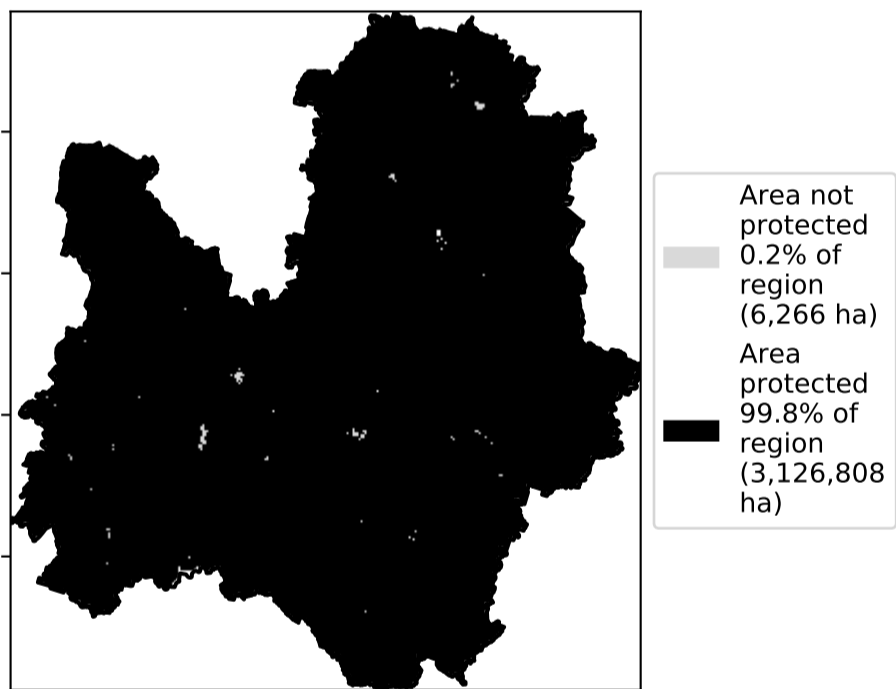 Area not
protected
0.2% of
region
(6,266 ha)
Area
protected
99.8% of
region
(3,126,808
ha)